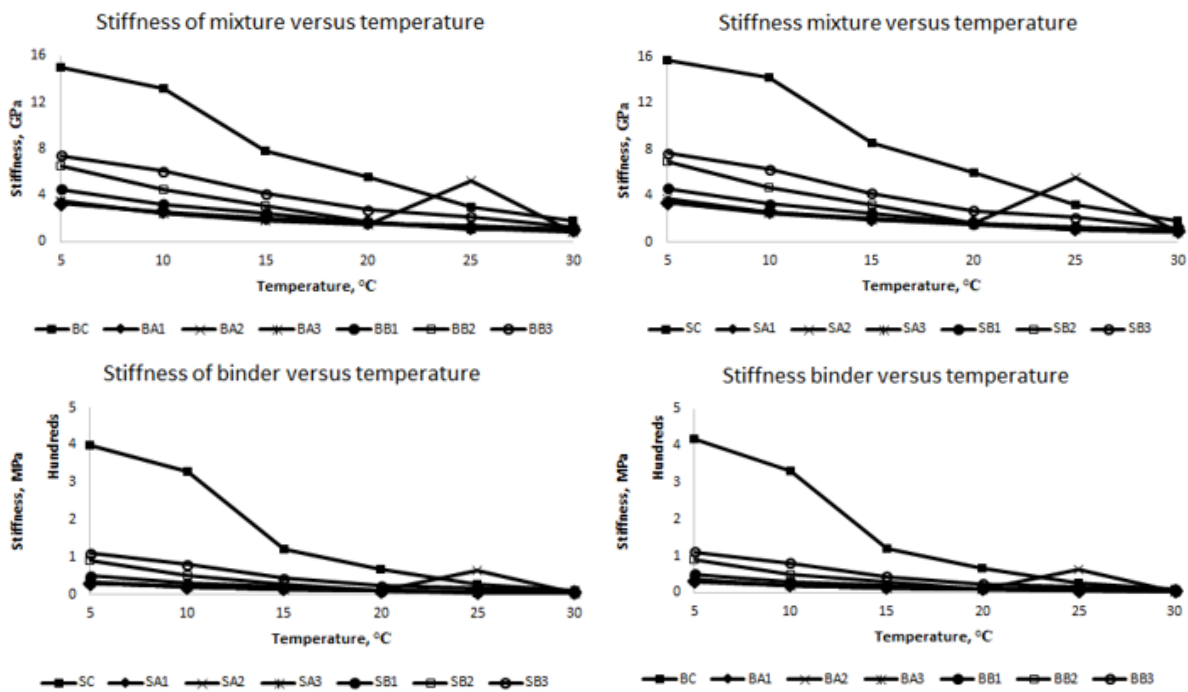 Stiffness of mixture versus temperature
16
12
8
4
0
Stiffness, GPa
5 10 15 20 25 30
Temperature, °C
BC BA1 BA2 BA3 BB1 BB2 BB3
Stiffness mixture versus temperature
16
12
8
4
0
Stiffness, GPa
5 10 15 20 25 30
Temperature, °C
SC SA1 SA2 SA3 SB1 SB2 SB3
Stiffness of binder versus temperature
5
4
3
2
1
0
Hundreds
Stiffness, MPa
5 10 15 20 25 30
Temperature, °C
SC SA1 SA2 SA3 SB1 SB2 SB3
Stiffness binder versus temperature
5
4
3
2
1
0
Hundreds
Stiffness, MPa
5 10 15 20 25 30
Temperature, °C
BC BA1 BA2 BA3 BB1 BB2 BB3